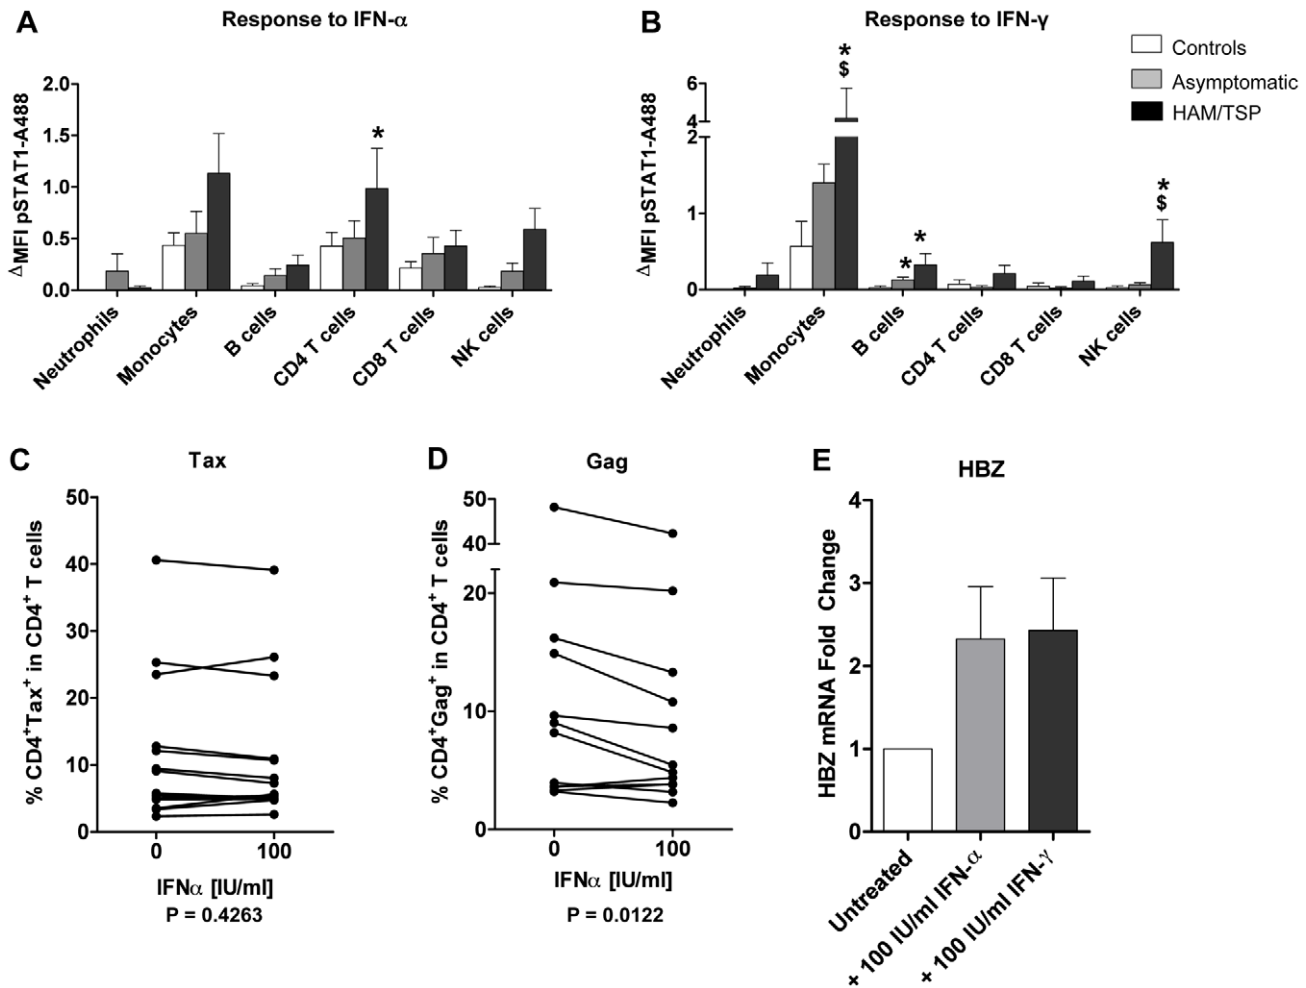 A
Response to IFN-α
ΔMFI pSTAT1-A488
2.0
1.5
1.0
0.5
0.0
Neutrophils
Monocytes
B cells
CD4 T cells
CD8 T cells
NK cells
*
B
Response to IFN-γ
ΔMFI pSTAT1-A488
6
4
2
1
0
Neutrophils
Monocytes
B cells
CD4 T cells
CD8 T cells
NK cells
*
$
*
*
*
$
Controls
Asymptomatic
HAM/TSP
C
Tax
% CD4⁺Tax⁺ in CD4⁺ T cells
50
40
30
20
10
0
0 100
IFNα [IU/ml]
P = 0.4263
D
Gag
% CD4⁺Gag⁺ in CD4⁺ T cells
50
40
20
10
0
0 100
IFNα [IU/ml]
P = 0.0122
E
HBZ
HBZ mRNA Fold Change
4
3
2
1
0
Untreated
+ 100 IU/ml IFN-α
+ 100 IU/ml IFN-γ